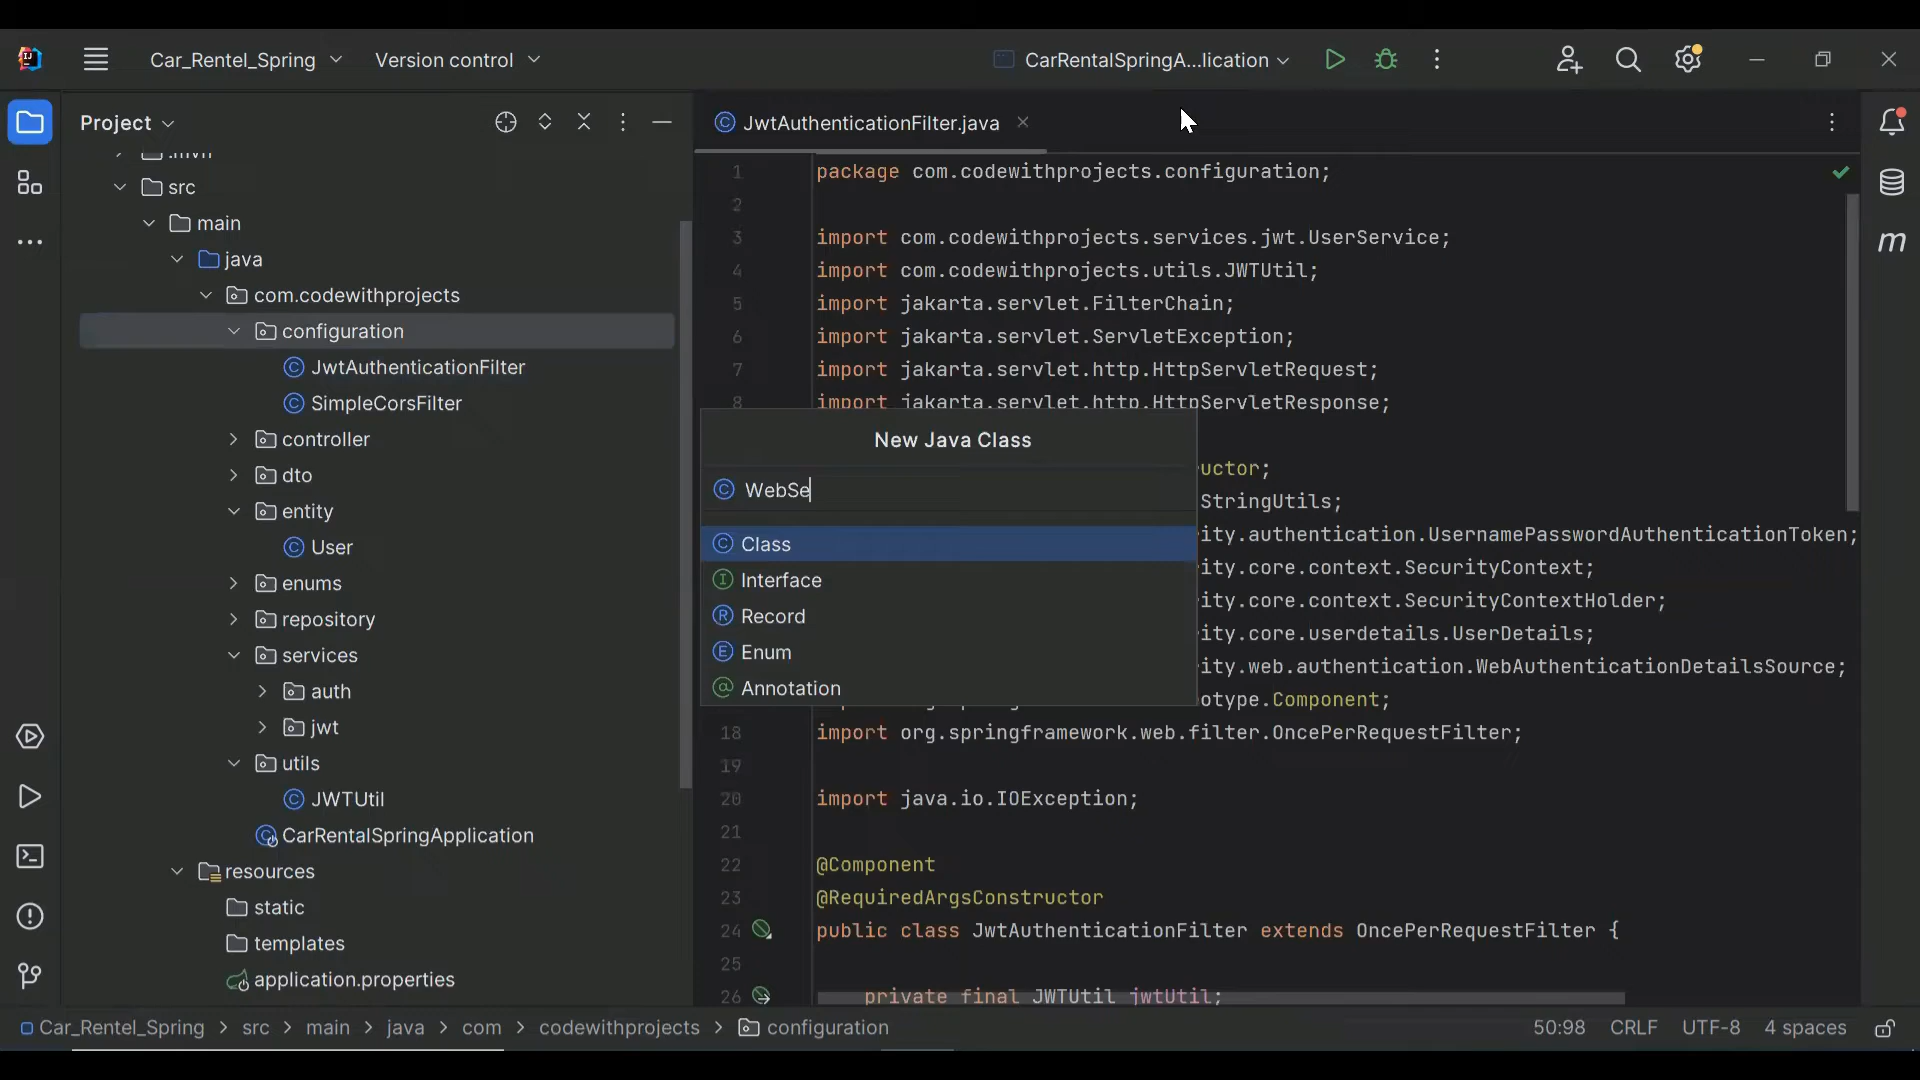 Car_Rentel_Spring
Version control
CarRentalSpringA...lication
Project
JwtAuthenticationFilter.java
src
main
java
com.codewithprojects
configuration
JwtAuthenticationFilter
SimpleCorsFilter
controller
dto
entity
User
enums
repository
services
auth
jwt
utils
JWTUtil
CarRentalSpringApplication
resources
static
templates
application.properties
1 package com.codewithprojects.configuration;
2
3 import com.codewithprojects.services.jwt.UserService;
4 import com.codewithprojects.utils.JWTUtil;
5 import jakarta.servlet.FilterChain;
6 import jakarta.servlet.ServletException;
7 import jakarta.servlet.http.HttpServletRequest;
8 import jakarta.servlet.http.HttpServletResponse;
New Java Class
WebSe
Class
Interface
Record
Enum
Annotation
uctor;
StringUtils;
ity.authentication.UsernamePasswordAuthenticationToken;
ity.core.context.SecurityContext;
ity.core.context.SecurityContextHolder;
ity.core.userdetails.UserDetails;
ity.web.authentication.WebAuthenticationDetailsSource;
otype.Component;
18 import org.springframework.web.filter.OncePerRequestFilter;
19
20 import java.io.IOException;
21
22 @Component
23 @RequiredArgsConstructor
24 public class JwtAuthenticationFilter extends OncePerRequestFilter {
25
26 private final JWTUtil jwtUtil;
Car_Rentel_Spring > src > main > java > com > codewithprojects > configuration
50:98 CRLF UTF-8 4 spaces